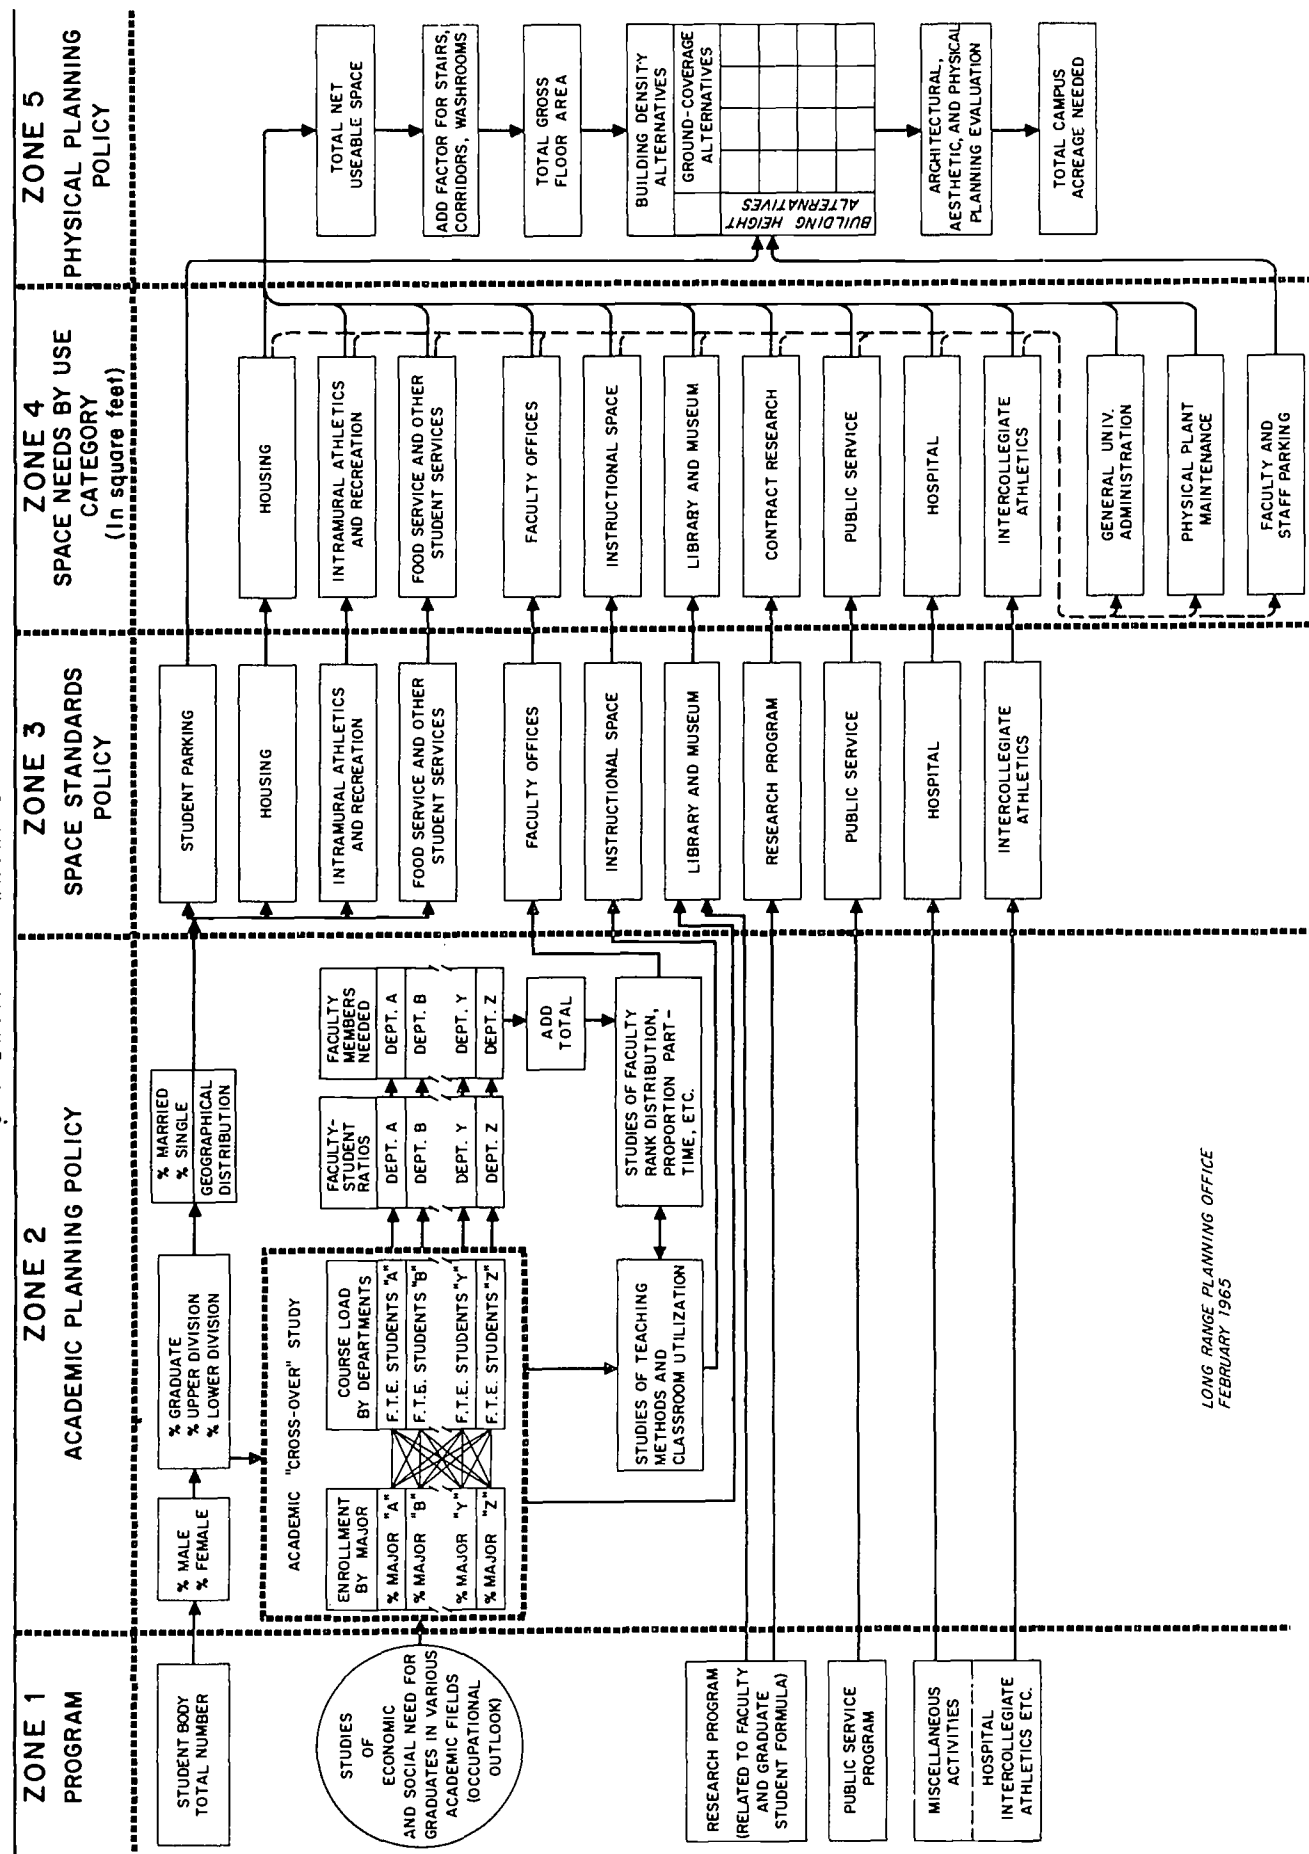 ZONE 1
PROGRAM
STUDENT BODY
TOTAL NUMBER
STUDIES
OF
ECONOMIC
AND SOCIAL NEED FOR
GRADUATES IN VARIOUS
ACADEMIC FIELDS
(OCCUPATIONAL
OUTLOOK)
RESEARCH PROGRAM
(RELATED TO FACULTY
AND GRADUATE
STUDENT FORMULA)
PUBLIC SERVICE
PROGRAM
MISCELLANEOUS
ACTIVITIES
HOSPITAL
INTERCOLLEGIATE
ATHLETICS ETC.
ZONE 2
ACADEMIC PLANNING POLICY
% MALE
% FEMALE
% GRADUATE
% UPPER DIVISION
% LOWER DIVISION
% MARRIED
% SINGLE
GEOGRAPHICAL
DISTRIBUTION
ACADEMIC "CROSS-OVER" STUDY
ENROLLMENT
BY MAJOR
% MAJOR "A"
% MAJOR "B"
% MAJOR "Y"
% MAJOR "Z"
COURSE LOAD
BY DEPARTMENTS
F.T.E. STUDENTS "A"
F.T.E. STUDENTS "B"
F.T.E. STUDENTS "Y"
F.T.E. STUDENTS "Z"
FACULTY-
STUDENT
RATIOS
DEPT. A
DEPT. B
DEPT. Y
DEPT. Z
FACULTY
MEMBERS
NEEDED
DEPT. A
DEPT. B
DEPT. Y
DEPT. Z
ADD
TOTAL
STUDIES OF TEACHING
METHODS AND
CLASSROOM UTILIZATION
STUDIES OF FACULTY
RANK DISTRIBUTION,
PROPORTION PART-
TIME, ETC.
LONG RANGE PLANNING OFFICE
FEBRUARY 1965
ZONE 3
SPACE STANDARDS
POLICY
STUDENT PARKING
HOUSING
INTRAMURAL ATHLETICS
AND RECREATION
FOOD SERVICE AND OTHER
STUDENT SERVICES
FACULTY OFFICES
INSTRUCTIONAL SPACE
LIBRARY AND MUSEUM
RESEARCH PROGRAM
PUBLIC SERVICE
HOSPITAL
INTERCOLLEGIATE
ATHLETICS
ZONE 4
SPACE NEEDS BY USE
CATEGORY
(In square feet)
HOUSING
INTRAMURAL ATHLETICS
AND RECREATION
FOOD SERVICE AND OTHER
STUDENT SERVICES
FACULTY OFFICES
INSTRUCTIONAL SPACE
LIBRARY AND MUSEUM
CONTRACT RESEARCH
PUBLIC SERVICE
HOSPITAL
INTERCOLLEGIATE
ATHLETICS
GENERAL UNIV.
ADMINISTRATION
PHYSICAL PLANT
MAINTENANCE
FACULTY AND
STAFF PARKING
ZONE 5
PHYSICAL PLANNING
POLICY
TOTAL NET
USEABLE SPACE
ADD FACTOR FOR STAIRS,
CORRIDORS, WASHROOMS
TOTAL GROSS
FLOOR AREA
BUILDING DENSITY
ALTERNATIVES
GROUND-COVERAGE
ALTERNATIVES
BUILDING HEIGHT
ALTERNATIVES
ARCHITECTURAL,
AESTHETIC, AND PHYSICAL
PLANNING EVALUATION
TOTAL CAMPUS
ACREAGE NEEDED